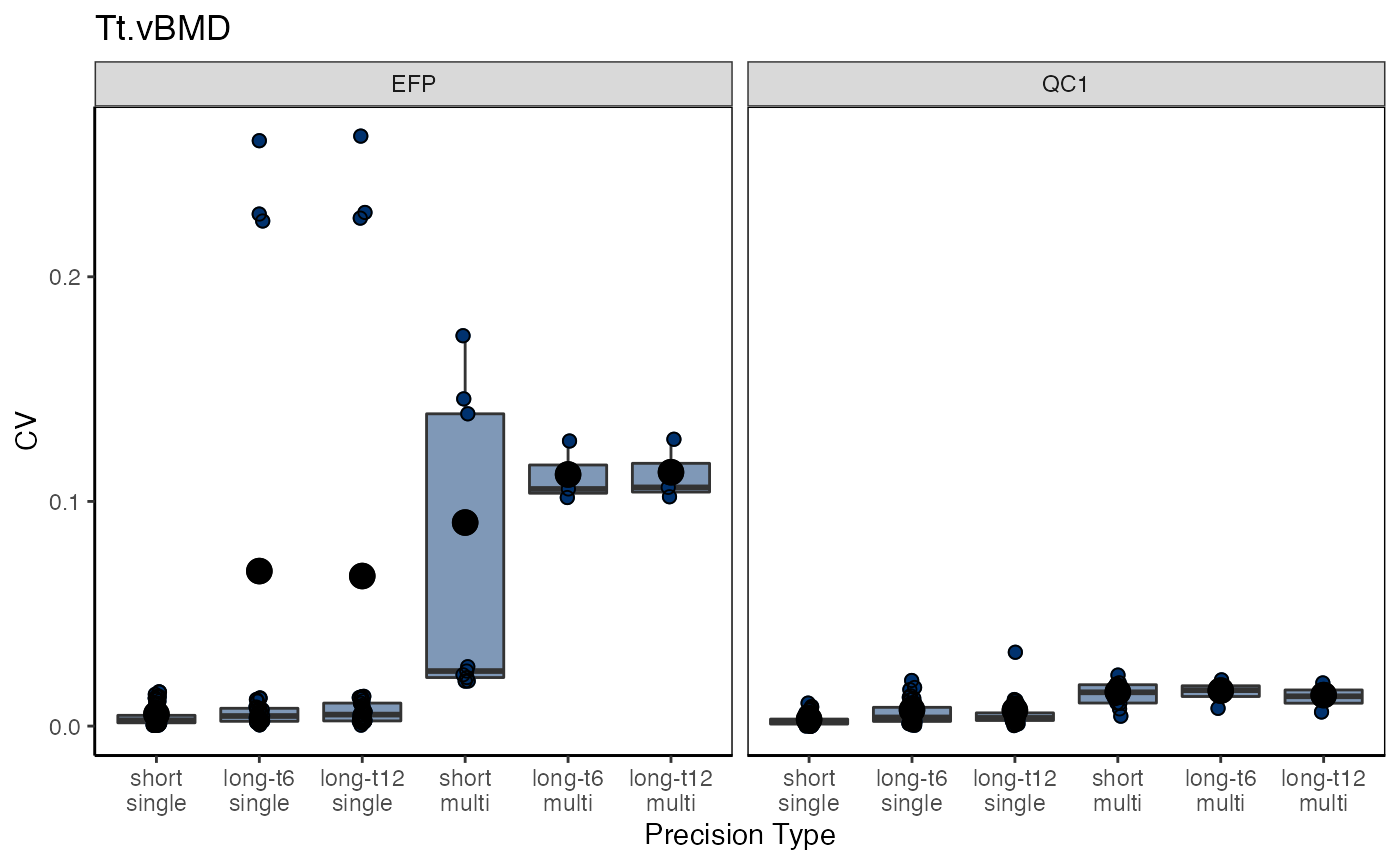 Tt.vBMD
EFP
QC1
CV
0.2
0.1
0.0
short single
long-t6 single
long-t12 single
short multi
long-t6 multi
long-t12 multi
short single
long-t6 single
long-t12 single
short multi
long-t6 multi
long-t12 multi
Precision Type